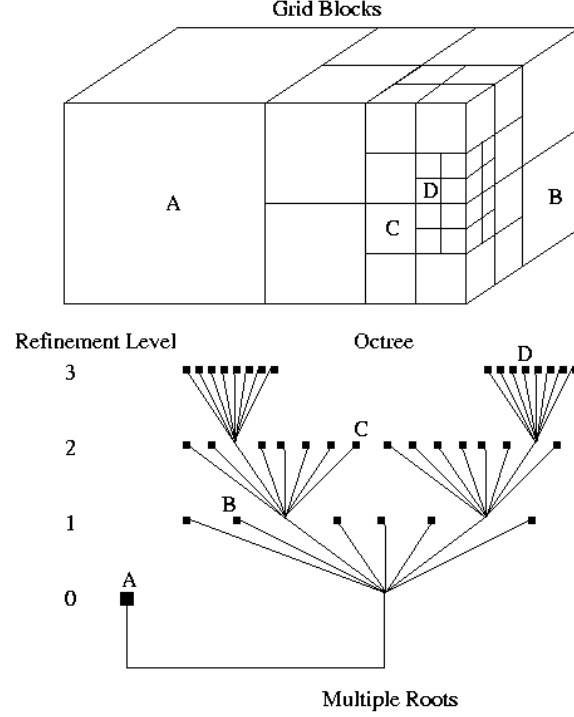 Grid Blocks
A
D
C
B
Refinement Level
Octree
3
D
2
C
1
B
0
A
Multiple Roots